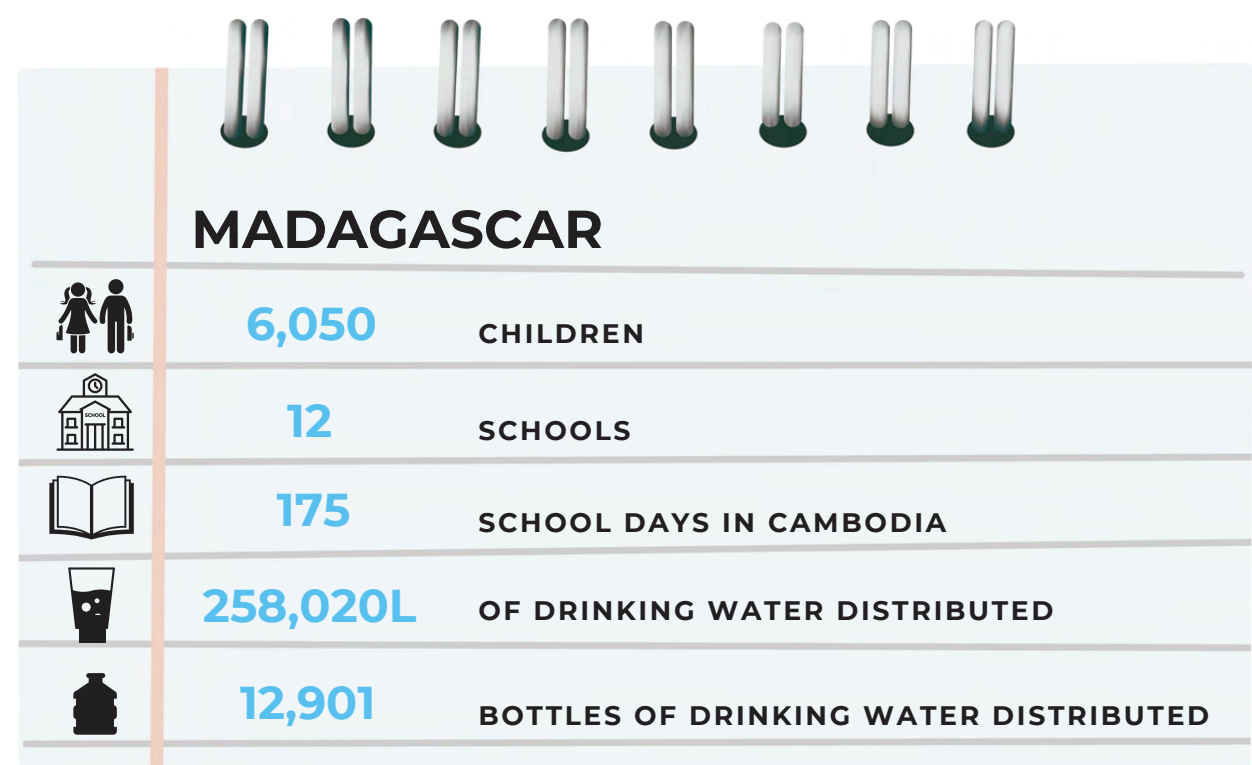 MADAGASCAR
6,050 CHILDREN
SCHOOL
12 SCHOOLS
175 SCHOOL DAYS IN CAMBODIA
258,020L OF DRINKING WATER DISTRIBUTED
12,901 BOTTLES OF DRINKING WATER DISTRIBUTED